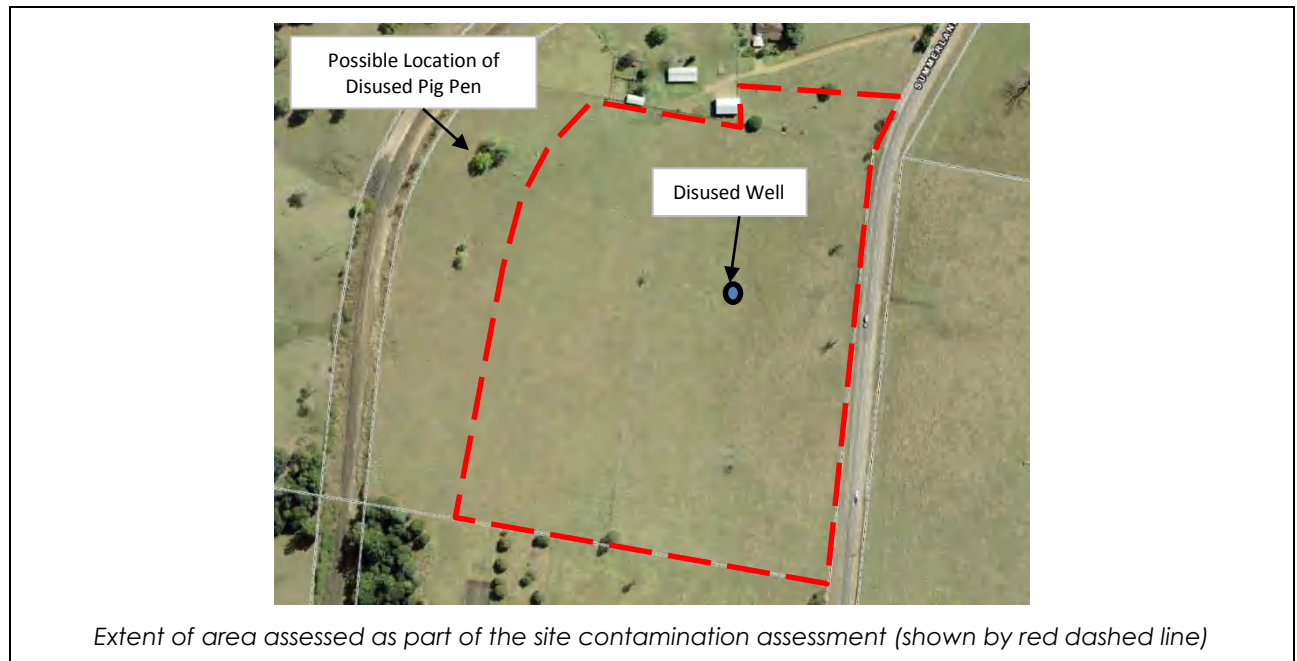 Possible Location of
Disused Pig Pen
SUMMERLAN
Disused Well
Extent of area assessed as part of the site contamination assessment (shown by red dashed line)